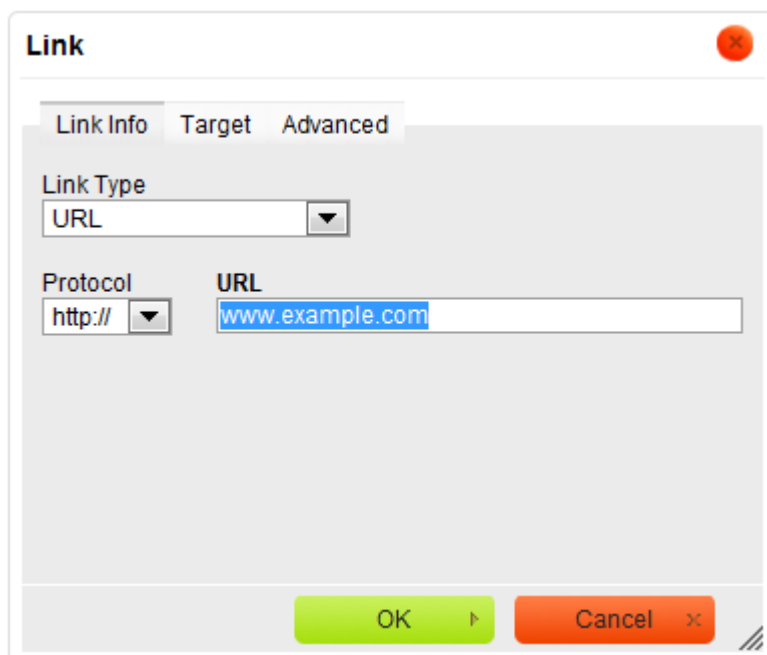 Link
Link Info Target Advanced
Link Type
URL
Protocol URL
http:// www.example.com
OK Cancel